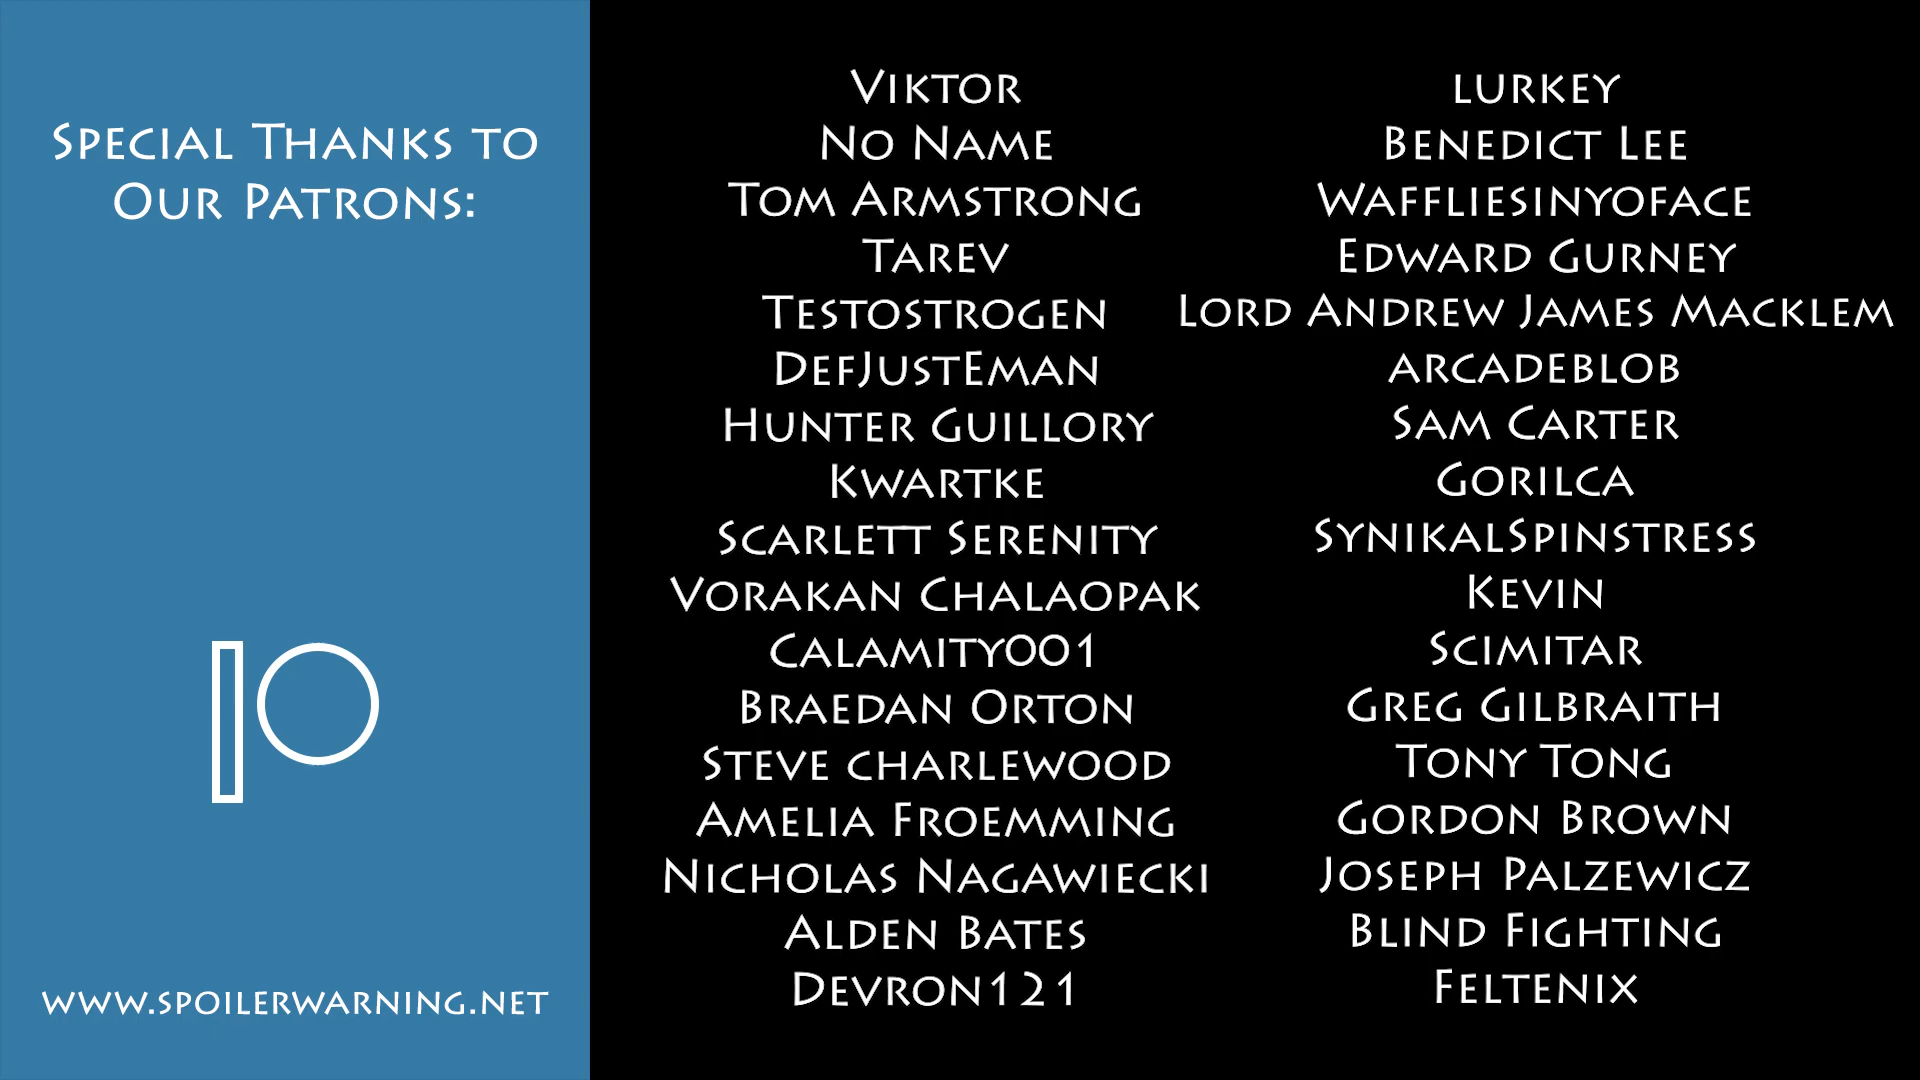 Special Thanks to
Our Patrons:
www.spoilerwarning.net
Viktor
No Name
Tom Armstrong
Tarev
Testostrogen
DefJustEman
Hunter Guillory
Kwartke
Scarlett Serenity
Vorakan Chalaopak
Calamity001
Braedan Orton
Steve charlewood
Amelia Froemming
Nicholas Nagawiecki
Alden Bates
Devron121
lurkey
Benedict Lee
Waffliesinyoface
Edward Gurney
Lord Andrew James Macklem
arcadeblob
Sam Carter
Gorilca
SynikalSpinstress
Kevin
Scimitar
Greg Gilbraith
Tony Tong
Gordon Brown
Joseph Palzewicz
Blind Fighting
Feltenix